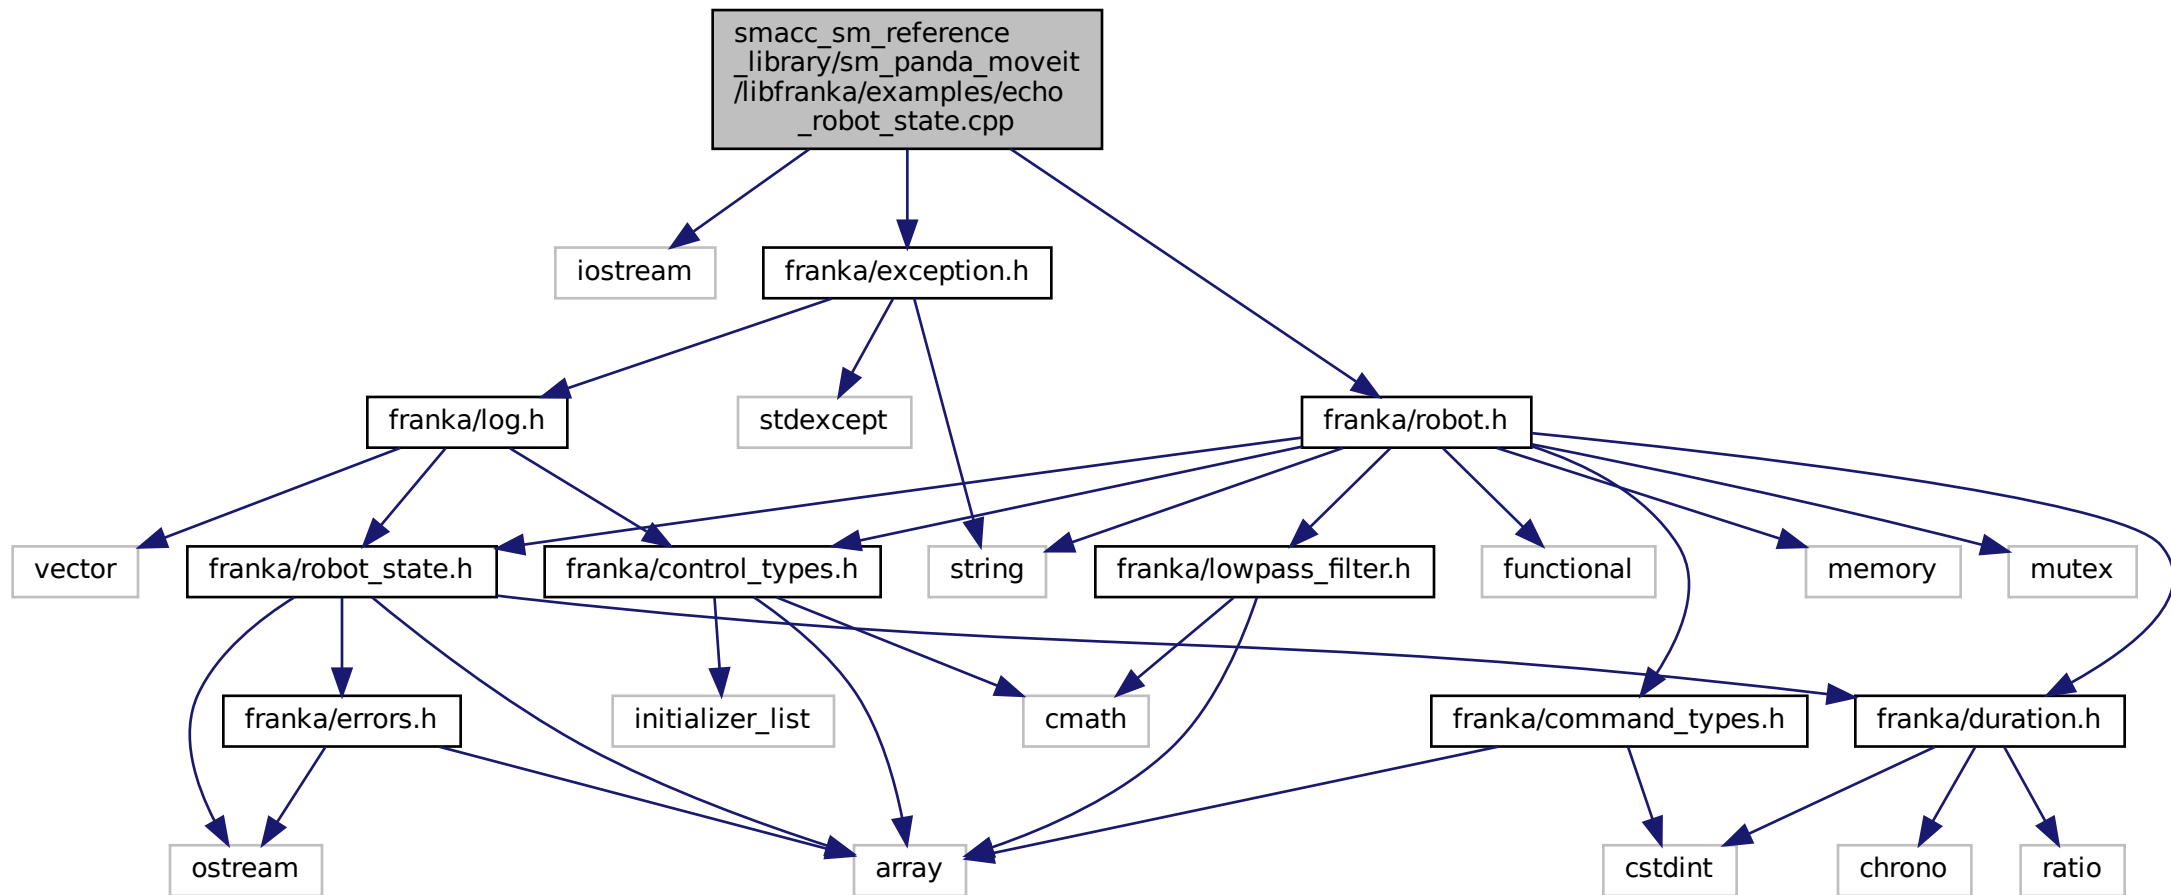 smacc_sm_reference
_library/sm_panda_moveit
/libfranka/examples/echo
_robot_state.cpp
iostream
franka/exception.h
franka/log.h
stdexcept
franka/robot.h
vector
franka/robot_state.h
franka/control_types.h
string
franka/lowpass_filter.h
functional
memory
mutex
franka/errors.h
initializer_list
cmath
franka/command_types.h
franka/duration.h
ostream
array
cstdint
chrono
ratio